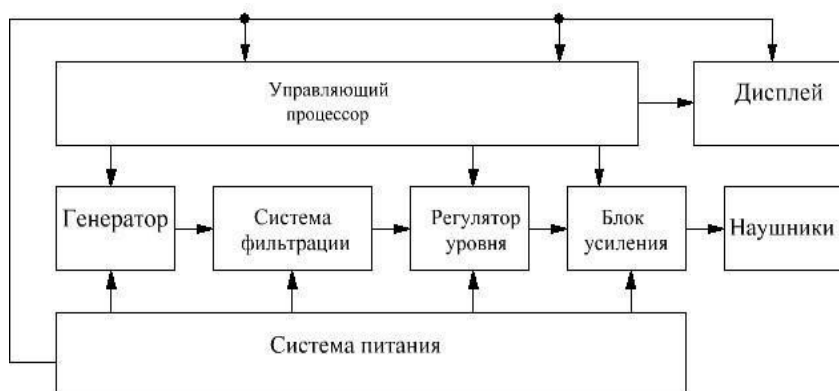 Управляющий
процессор
Дисплей
Генератор
Система
фильтрации
Регулятор
уровня
Блок
усиления
Наушники
Система питания